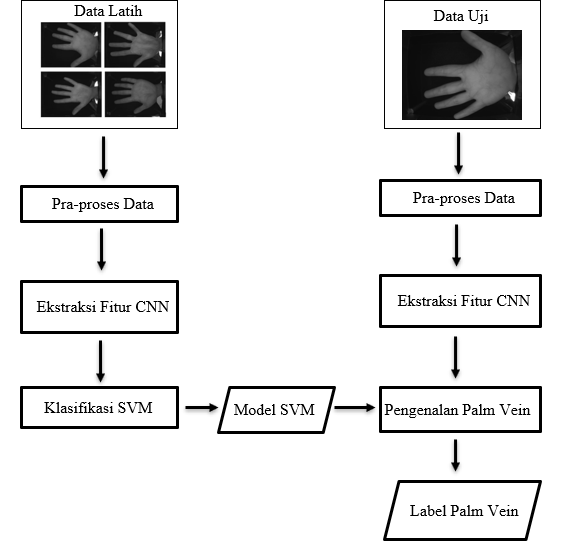 Data Latih
Pra-proses Data
Ekstraksi Fitur CNN
Klasifikasi SVM
Model SVM
Data Uji
Pra-proses Data
Ekstraksi Fitur CNN
Pengenalan Palm Vein
Label Palm Vein